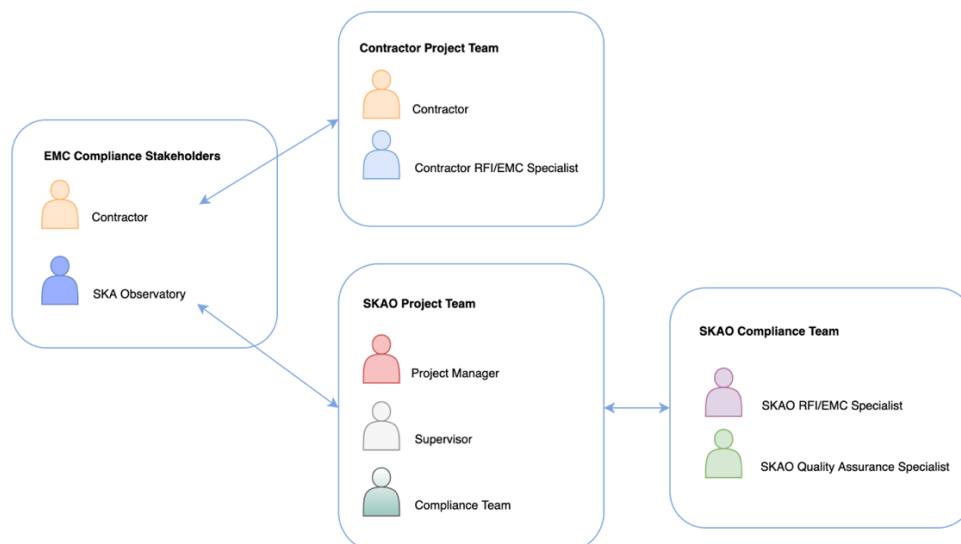 Contractor Project Team
Contractor
Contractor RFI/EMC Specialist
EMC Compliance Stakeholders
Contractor
SKA Observatory
SKAO Project Team
Project Manager
Supervisor
Compliance Team
SKAO Compliance Team
SKAO RFI/EMC Specialist
SKAO Quality Assurance Specialist